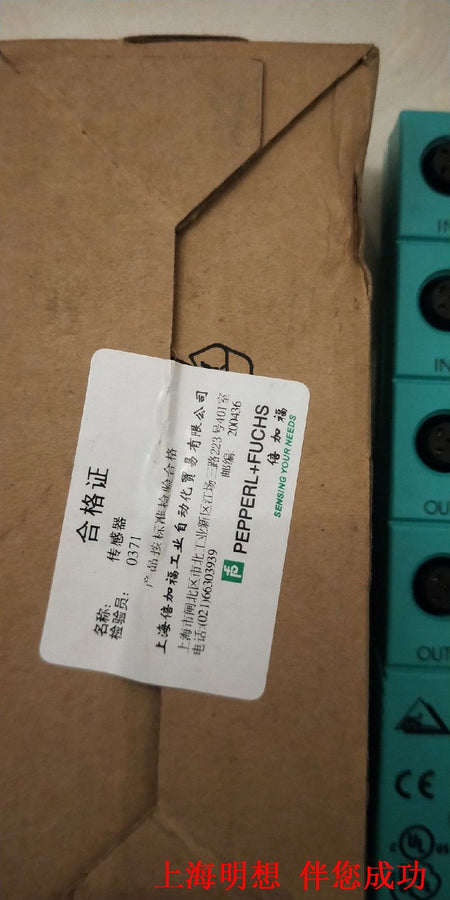 合格证
名称: 传感器
检验员: 0371
产品按标准检验合格
上海倍加福工业自动化贸易有限公司
上海市闸北区市北工业新区江场三路223号401室
电话:(021)66303939 邮编: 200436
PEPPERL+FUCHS
倍加福
SENSING YOUR NEEDS
IN
IN
OU
OUT
CE
C UL US
上海明想 伴您成功